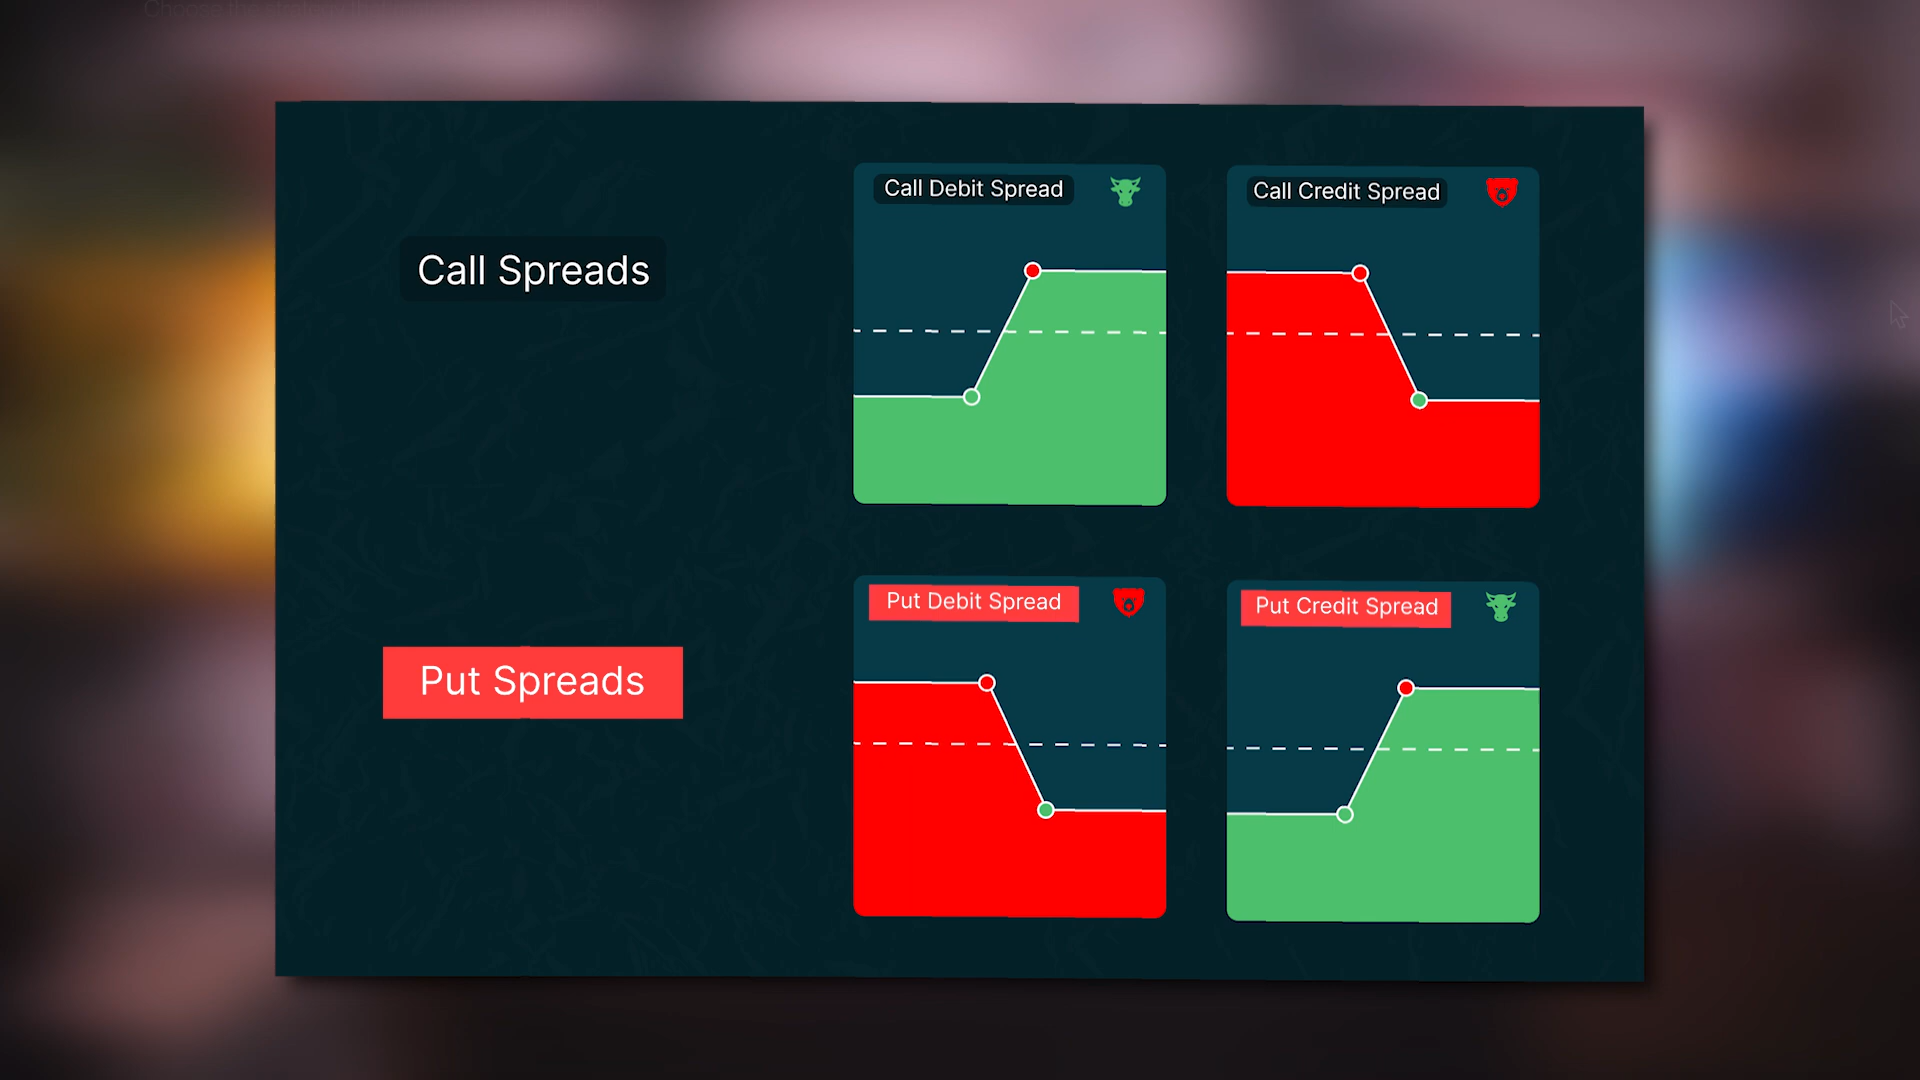 Call Debit Spread
Call Credit Spread
Call Spreads
Put Debit Spread
Put Credit Spread
Put Spreads